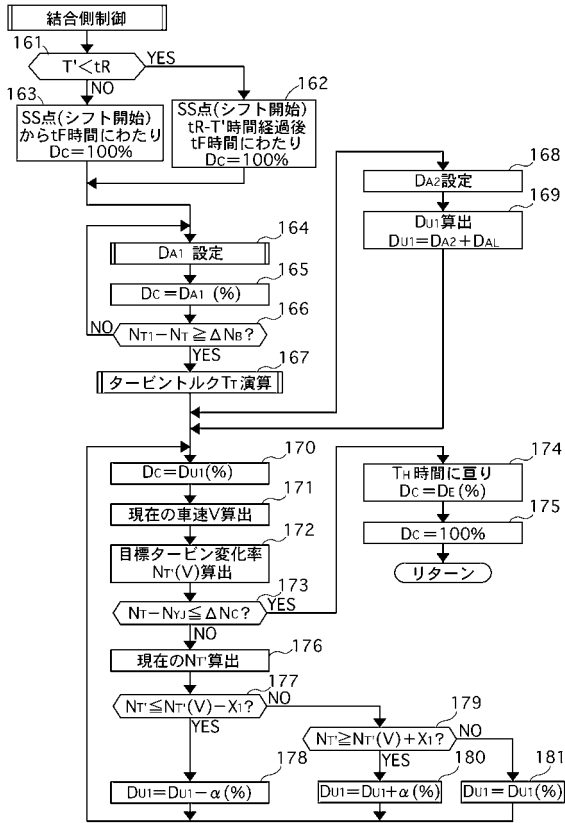 結合側制御
161
T'<tR
YES
NO
163
SS点(シフト開始)
からtF時間にわたり
DC=100%
162
SS点(シフト開始)
tR-T'時間経過後
tF時間にわたり
DC=100%
164
DA1 設定
165
DC=DA1 (%)
166
NT1-NT≧ΔNB?
NO
YES
167
タービントルクTT演算
168
DA2設定
169
DU1算出
DU1=DA2+DAL
170
DC=DU1(%)
171
現在の車速V算出
172
目標タービン変化率
NT'(V)算出
173
NT-NYJ≦ΔNC?
YES
NO
174
TH時間に亘り
DC=DE(%)
175
DC=100%
リターン
176
現在のNT'算出
177
NT'≦NT'(V)-X1?
NO
YES
179
NT'≧NT'(V)+X1?
NO
YES
178
DU1=DU1-α(%)
180
DU1=DU1+α(%)
181
DU1=DU1(%)